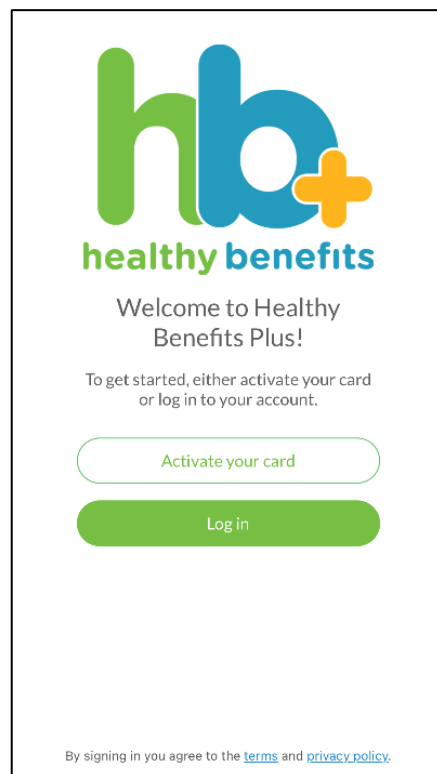 hb+
healthy benefits
Welcome to Healthy
Benefits Plus!
To get started, either activate your card
or log in to your account.
Activate your card
Log in
By signing in you agree to the terms and privacy policy.